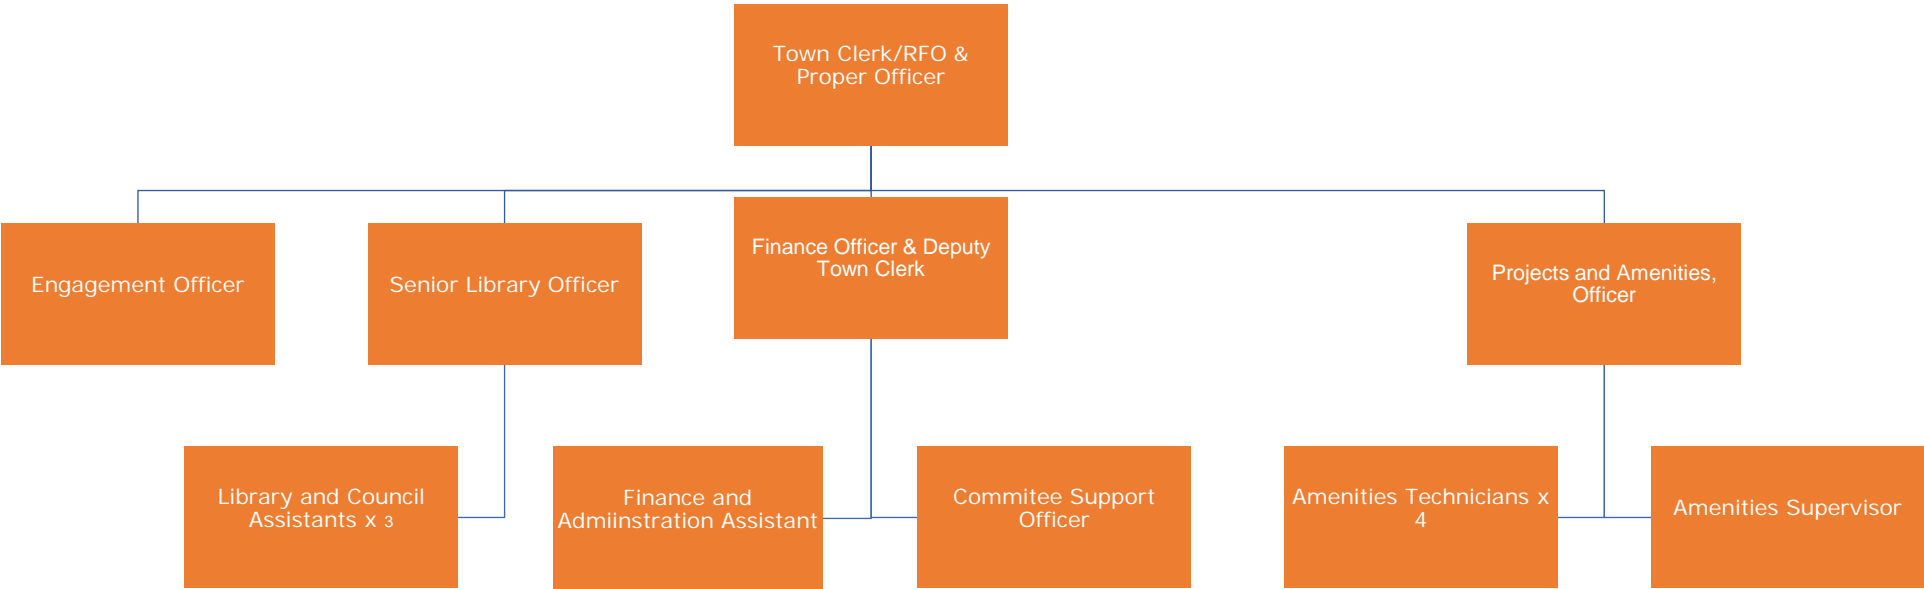 Town Clerk/RFO &
Proper Officer
Engagement Officer
Senior Library Officer
Finance Officer & Deputy
Town Clerk
Projects and Amenities,
Officer
Library and Council
Assistants x 3
Finance and
Admiinstration Assistant
Commitee Support
Officer
Amenities Technicians x
4
Amenities Supervisor